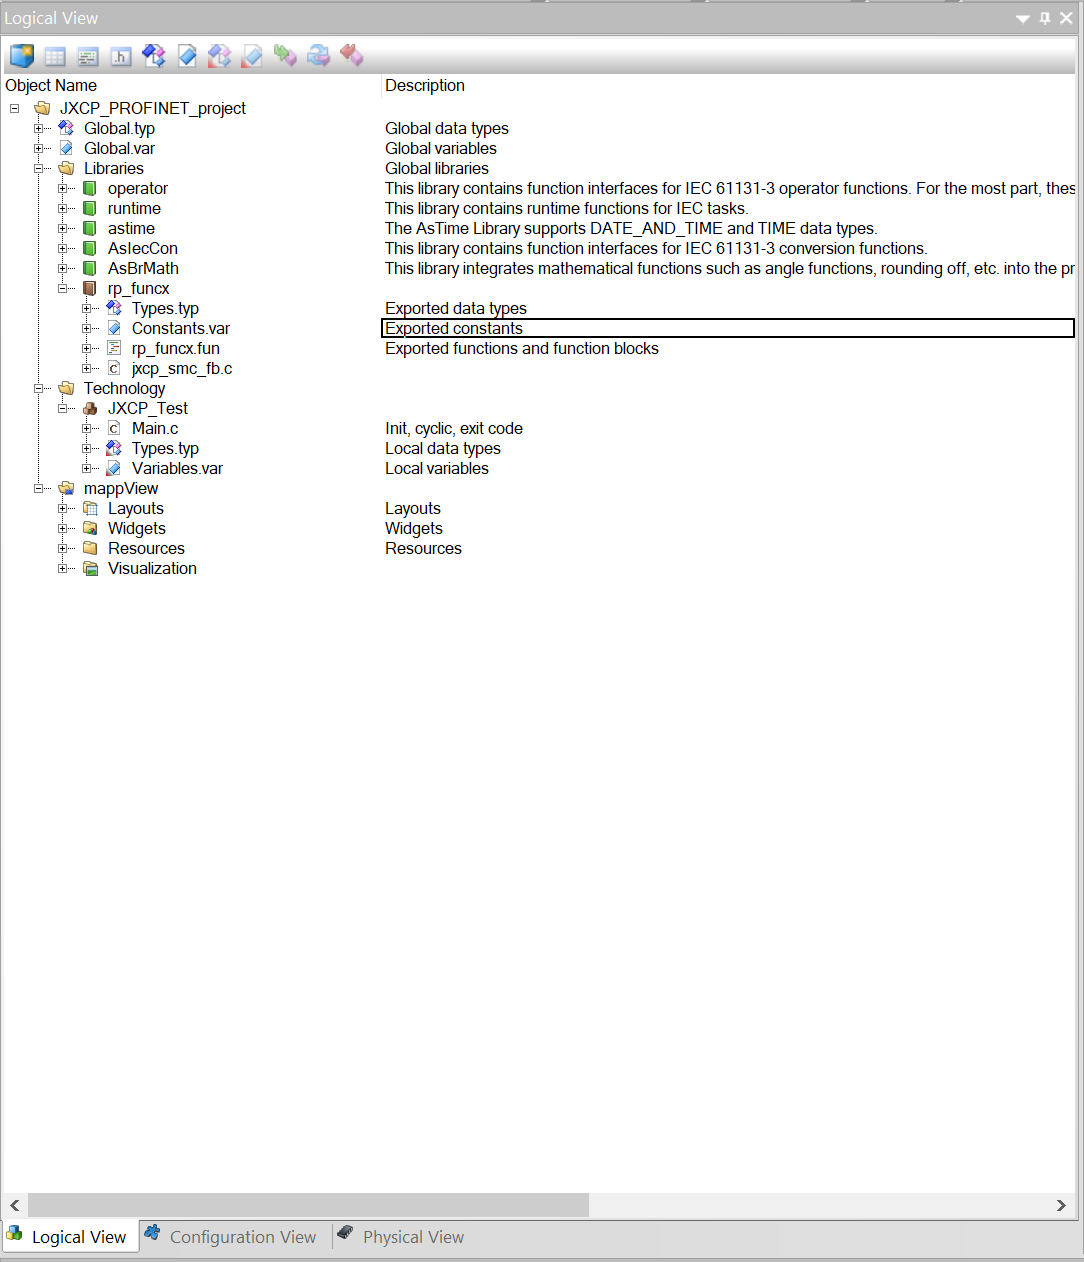 Logical View
.h
Object Name Description
JXCP_PROFINET_project
Global.typ Global data types
Global.var Global variables
Libraries Global libraries
operator This library contains function interfaces for IEC 61131-3 operator functions. For the most part, thes
runtime This library contains runtime functions for IEC tasks.
astime The AsTime Library supports DATE_AND_TIME and TIME data types.
AsIecCon This library contains function interfaces for IEC 61131-3 conversion functions.
AsBrMath This library integrates mathematical functions such as angle functions, rounding off, etc. into the pr
rp_funcx
Types.typ Exported data types
Constants.var Exported constants
rp_funcx.fun Exported functions and function blocks
C jxcp_smc_fb.c
Technology
JXCP_Test
C Main.c Init, cyclic, exit code
Types.typ Local data types
Variables.var Local variables
mappView
Layouts Layouts
Widgets Widgets
Resources Resources
Visualization
Logical View Configuration View Physical View